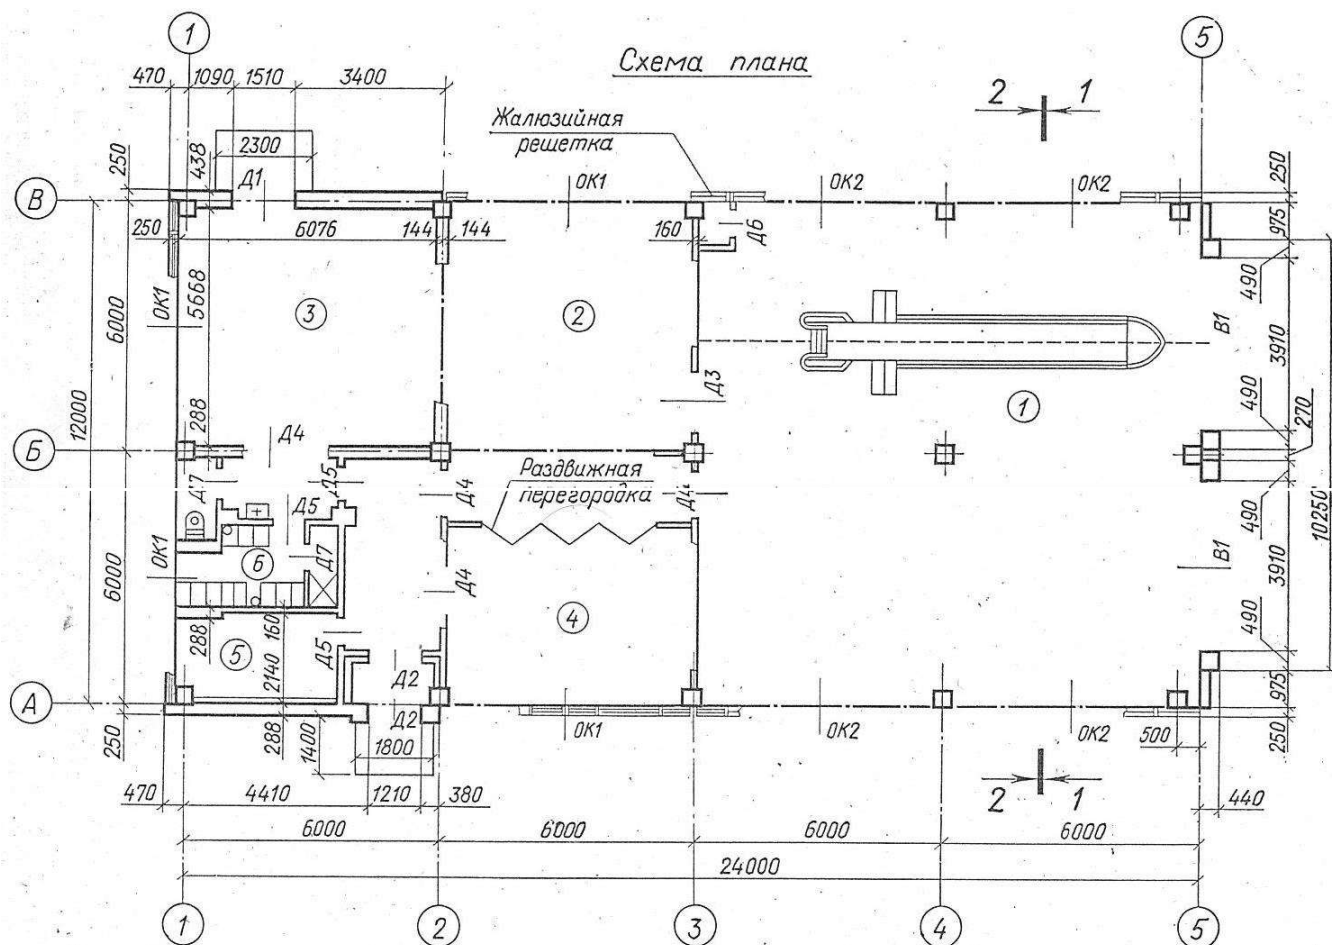 1
5
Схема плана
470
1090
1510
3400
2
1
Жалюзийная
решетка
250
438
2300
Д1
ОК1
ОК2
ОК2
250
В
250
6076
144
144
160
Д6
975
ОК1
5668
490
6000
3
2
В1
3910
Д3
1
12000
288
490
270
Д4
Б
Д7
Д5
Д4
Раздвижная
перегородка
Д4
Д5
490
10250
ОК1
6
Д7
Д4
В1
3910
6000
288
160
4
490
5
Д5
2140
Д2
975
А
Д2
250
288
1400
1800
ОК1
ОК2
ОК2
500
250
470
4410
1210
380
2
1
440
6000
6000
6000
6000
24000
1
2
3
4
5